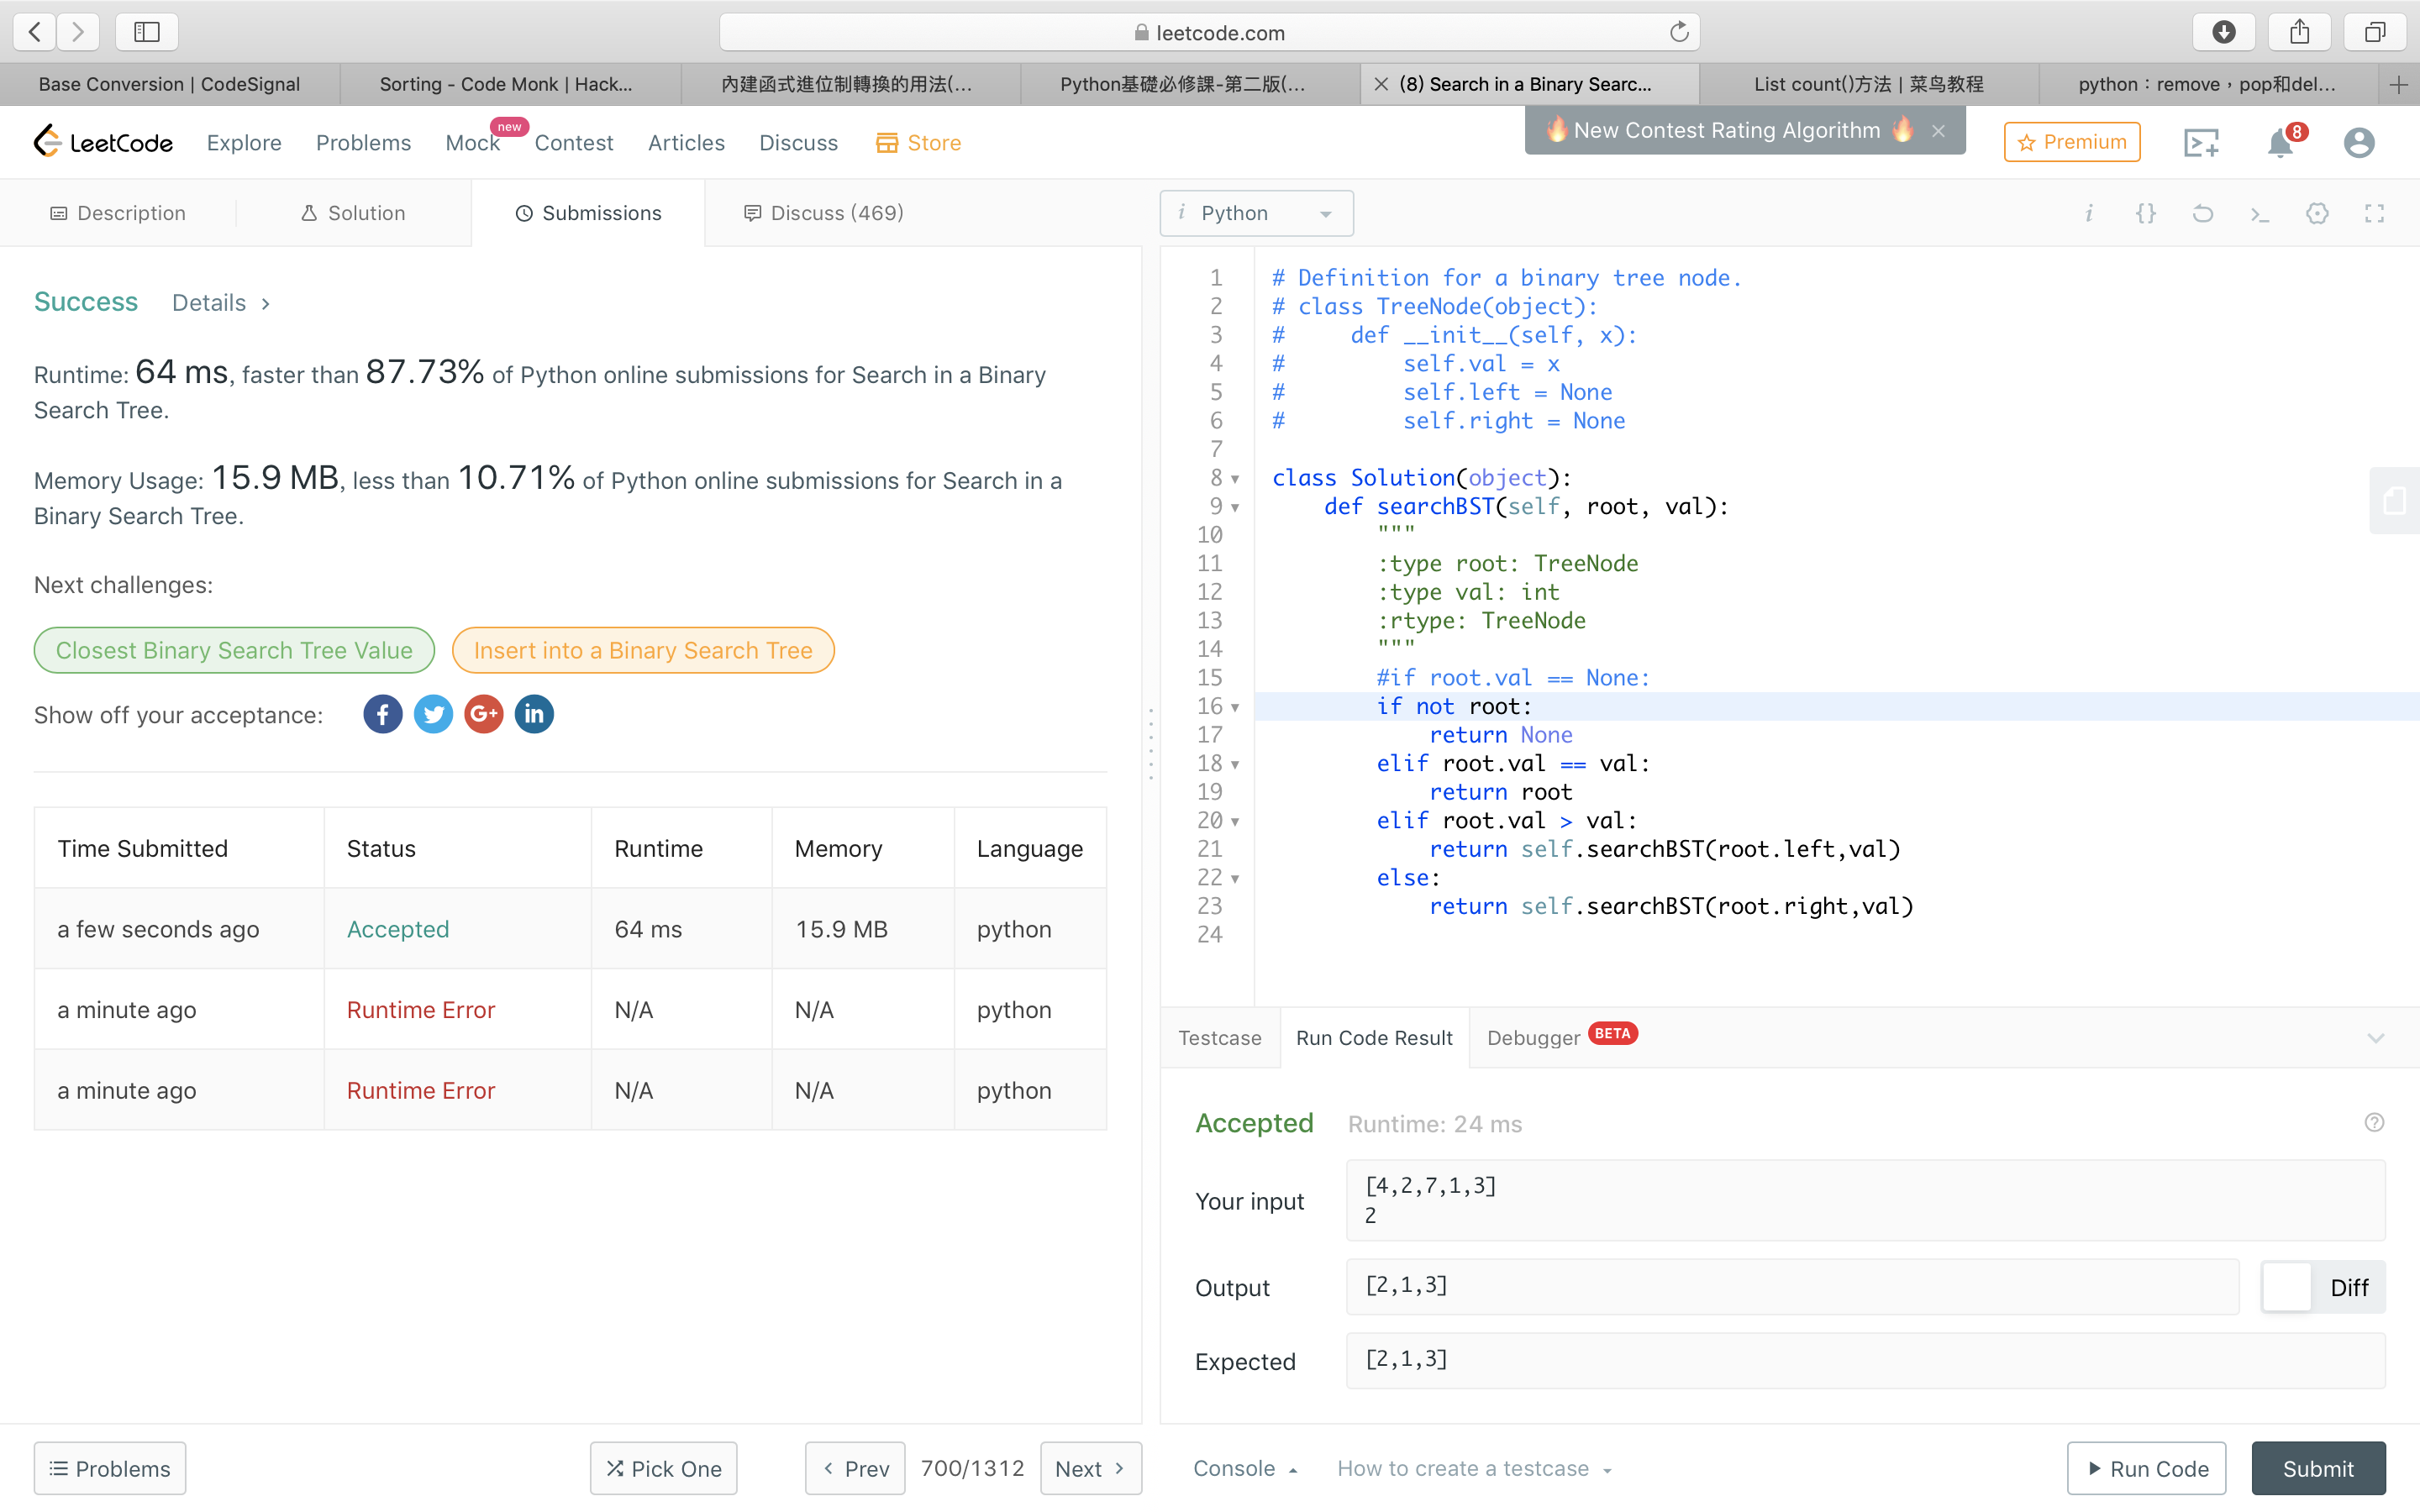 leetcode.com
Base Conversion | CodeSignal
Sorting - Code Monk | Hack...
內建函式進位制轉換的用法(...
Python基礎必修課-第二版(...
(8) Search in a Binary Searc...
List count()方法 | 菜鸟教程
python：remove，pop和del...
LeetCode
Explore
Problems
Mock
new
Contest
Articles
Discuss
Store
🔥New Contest Rating Algorithm 🔥
Premium
8
Description
Solution
Submissions
Discuss (469)
Success
Details
Runtime: 64 ms, faster than 87.73% of Python online submissions for Search in a Binary
Search Tree.
Memory Usage: 15.9 MB, less than 10.71% of Python online submissions for Search in a
Binary Search Tree.
Next challenges:
Closest Binary Search Tree Value
Insert into a Binary Search Tree
Show off your acceptance:
f
G+
in
Time Submitted Status Runtime Memory Language
a few seconds ago Accepted 64 ms 15.9 MB python
a minute ago Runtime Error N/A N/A python
a minute ago Runtime Error N/A N/A python
Problems
Pick One
Prev
700/1312
Next
i Python
i {} >_
1 # Definition for a binary tree node.
2 # class TreeNode(object):
3 #     def __init__(self, x):
4 #         self.val = x
5 #         self.left = None
6 #         self.right = None
7
8 class Solution(object):
9     def searchBST(self, root, val):
10         """
11         :type root: TreeNode
12         :type val: int
13         :rtype: TreeNode
14         """
15         #if root.val == None:
16         if not root:
17             return None
18         elif root.val == val:
19             return root
20         elif root.val > val:
21             return self.searchBST(root.left,val)
22         else:
23             return self.searchBST(root.right,val)
24
Testcase
Run Code Result
Debugger BETA
Accepted
Runtime: 24 ms
?
Your input
[4,2,7,1,3]
2
Output
[2,1,3]
Diff
Expected
[2,1,3]
Console
How to create a testcase
Run Code
Submit